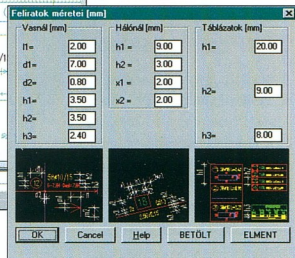 Feliratok méretei [mm]
Vasnál [mm]
l1= 2.00
d1= 7.00
d2= 0.80
h1= 3.50
h2= 3.50
h3= 2.40
Hálónál [mm]
h1 = 9.00
h2 = 3.00
x1 = 2.00
x2 = 2.00
Táblázatok [mm]
h1= 20.00
h2= 9.00
h3= 8.00
OK
Cancel
Help
BETÖLT
ELMENT